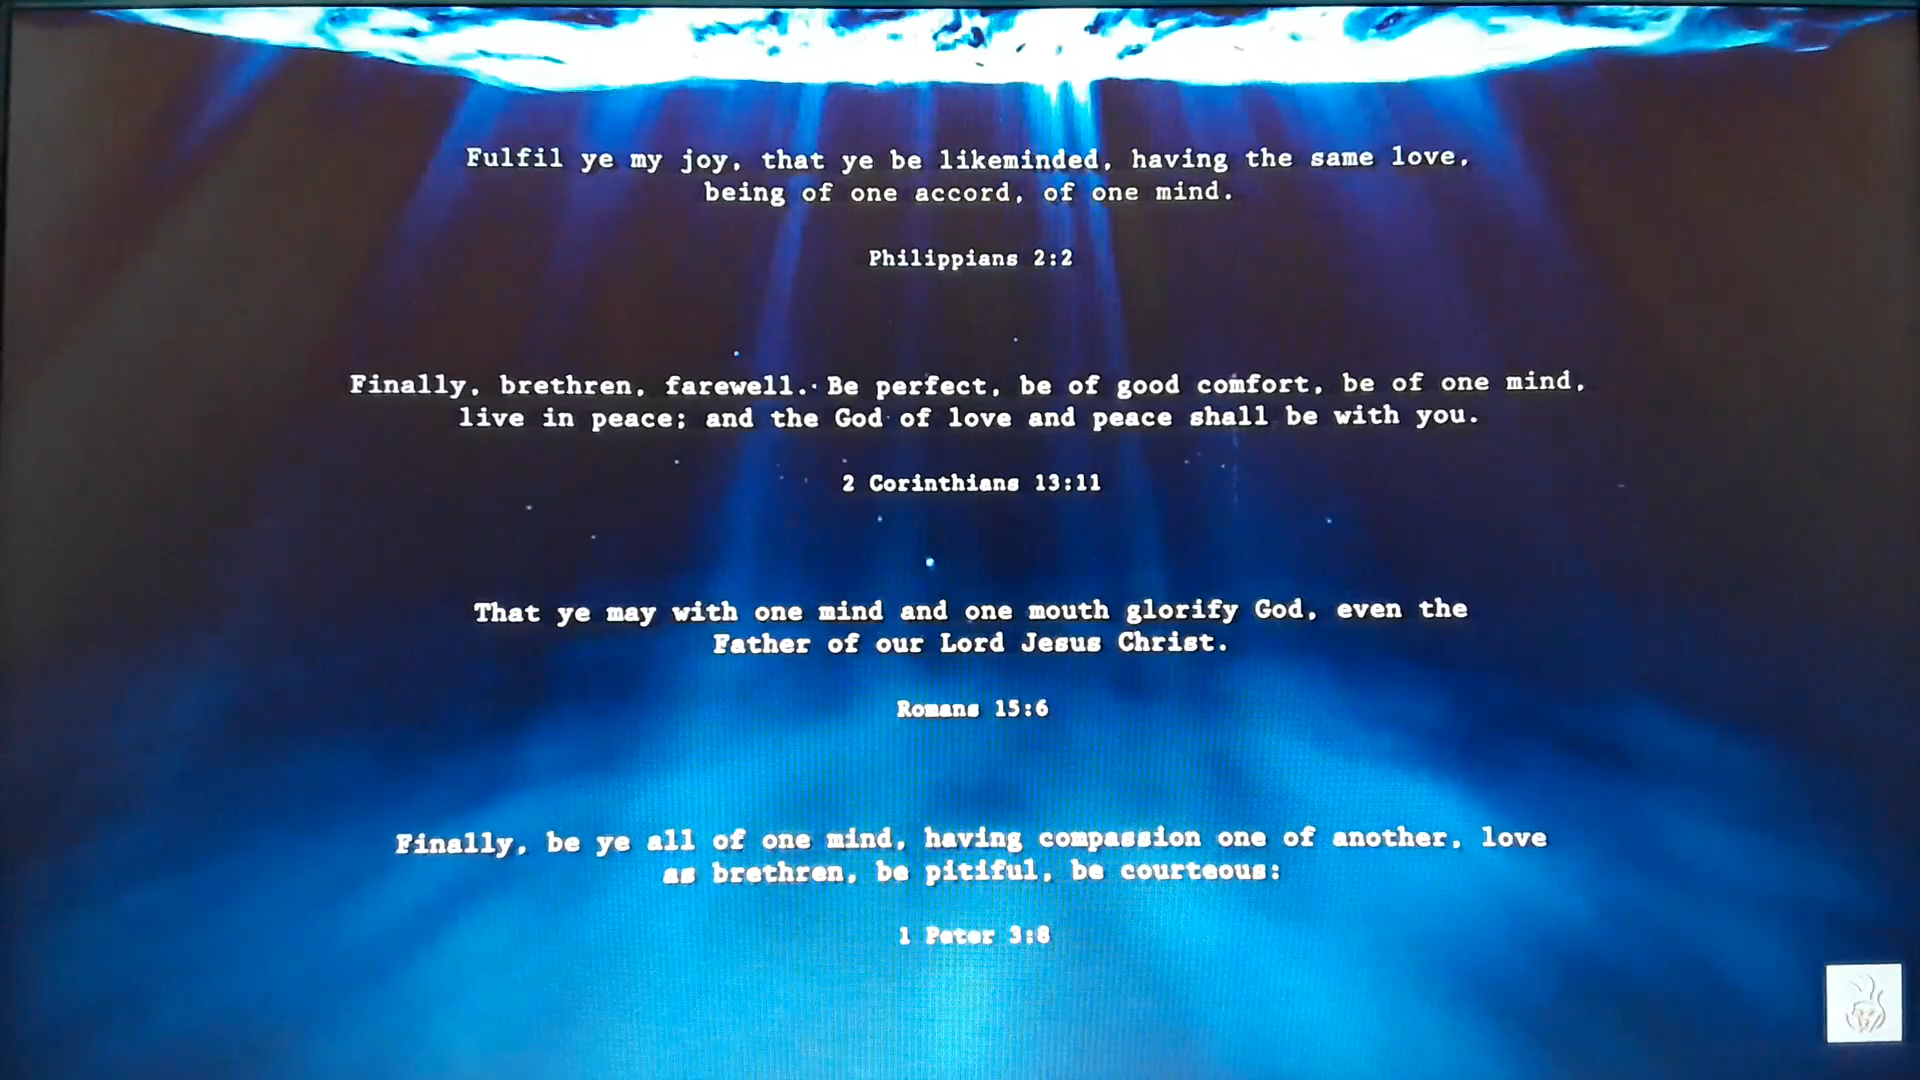 Fulfil ye my joy, that ye be likeminded, having the same love,
being of one accord, of one mind.
Philippians 2:2
Finally, brethren, farewell. Be perfect, be of good comfort, be of one mind,
live in peace; and the God of love and peace shall be with you.
2 Corinthians 13:11
That ye may with one mind and one mouth glorify God, even the
Father of our Lord Jesus Christ.
Romans 15:6
Finally, be ye all of one mind, having compassion one of another, love
as brethren, be pitiful, be courteous:
1 Peter 3:8